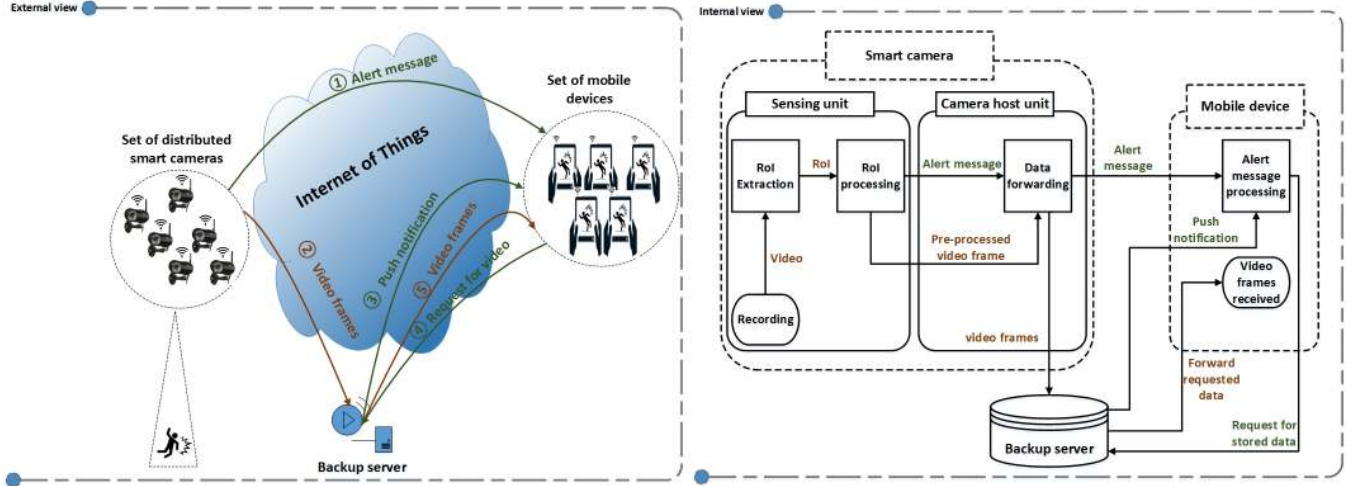 External view
① Alert message
Set of mobile
devices
Set of distributed
smart cameras
Internet of Things
② Video frames
③ Push notification
⑤ Video frames
④ Request for video
Backup server
Internal view
Smart camera
Sensing unit
Camera host unit
Mobile device
RoI
Extraction
RoI
RoI
processing
Alert message
Data
forwarding
Alert
message
Alert
message
processing
Push
notification
Pre-processed
video frame
Video
Video
frames
received
Recording
video frames
Forward
requested
data
Request for
stored data
Backup server